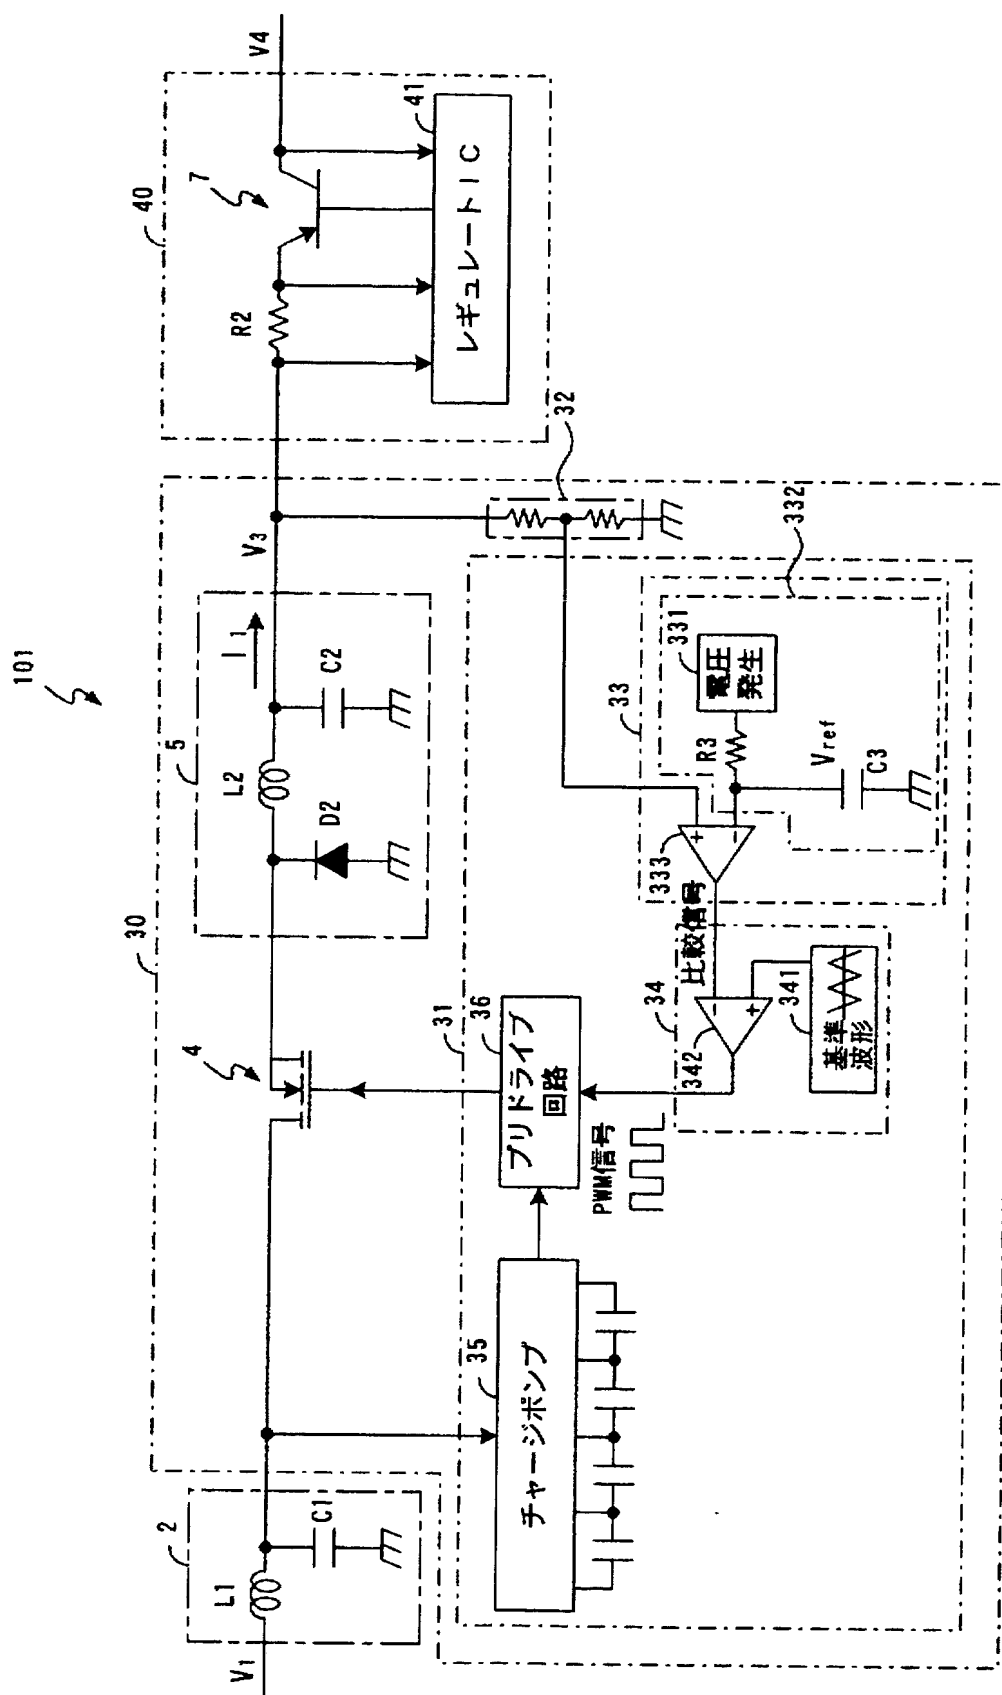 101
30
40
2
L1
C1
V1
4
5
L2
D2
C2
I1
V3
R2
7
V4
41
レギュレートIC
32
35
チャージポンプ
36
プリドライブ
回路
31
PWM信号
34
342
341
基準
波形
比較信号
33
333
331
電圧
発生
332
R3
Vref
C3
+
−
−
+